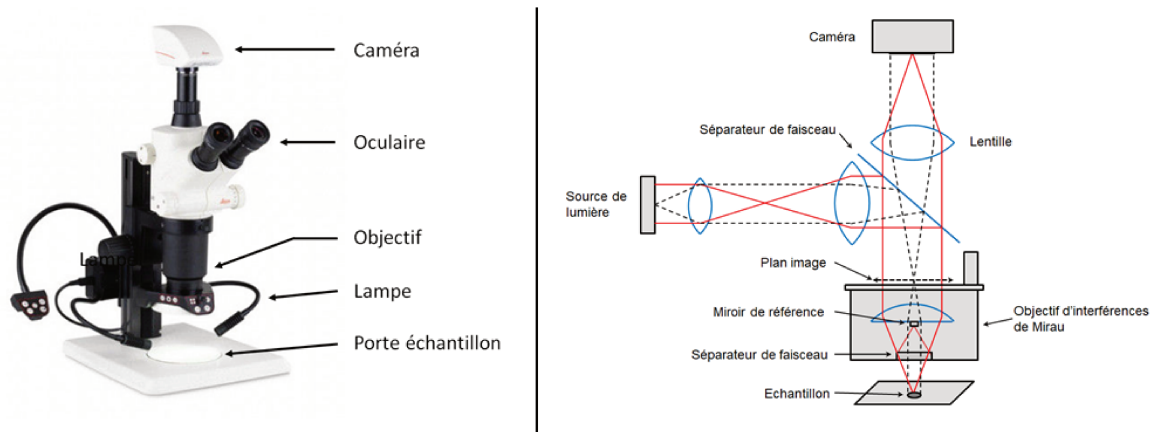 Caméra
Oculaire
Objectif
Lampe
Lampe
Porte échantillon
Caméra
Séparateur de faisceau
Lentille
Source de
lumière
Plan image
Miroir de référence
Objectif d'interférences
de Mirau
Séparateur de faisceau
Echantillon